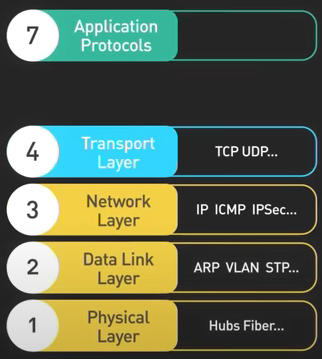 7
Application
Protocols
4
Transport
Layer
TCP UDP...
3
Network
Layer
IP ICMP IPSec...
2
Data Link
Layer
ARP VLAN STP...
1
Physical
Layer
Hubs Fiber...